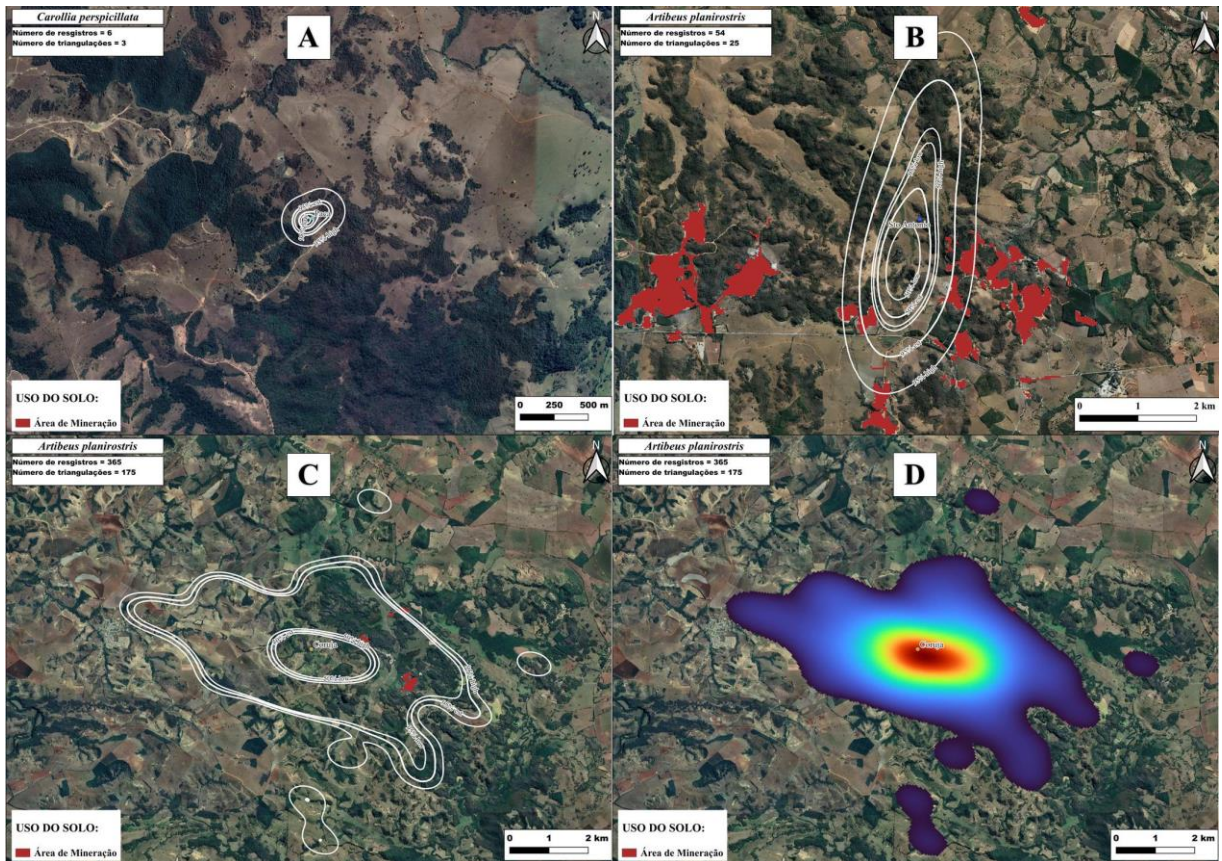 Carollia perspicillata
Número de resgistros = 6
Número de triangulações = 3
A
N
USO DO SOLO:
Área de Mineração
0 250 500 m
Artibeus planirostris
Número de resgistros = 54
Número de triangulações = 25
B
N
Sto Antonio
USO DO SOLO:
Área de Mineração
0 1 2 km
Artibeus planirostris
Número de resgistros = 365
Número de triangulações = 175
C
N
Coruja
USO DO SOLO:
Área de Mineração
0 1 2 km
Artibeus planirostris
Número de resgistros = 365
Número de triangulações = 175
D
N
Coruja
USO DO SOLO:
Área de Mineração
0 1 2 km